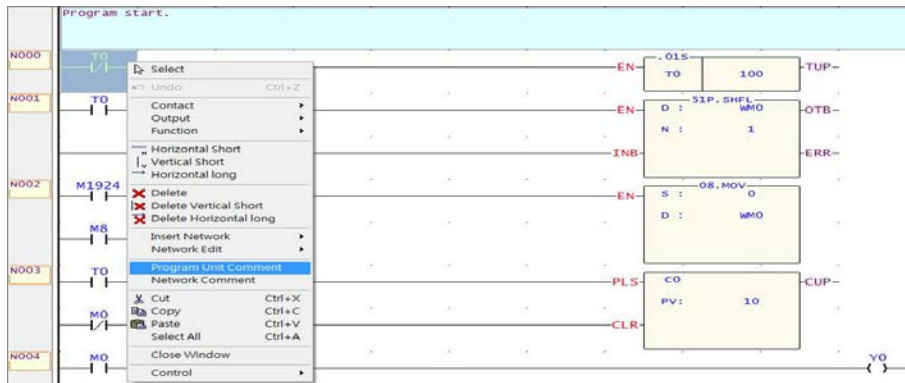 Program start.
N000
T0
.01S
EN
T0
100
TUP
N001
T0
51P.SHFL
EN
D :
WM0
OTB
N :
1
INB
ERR
N002
M1924
08.MOV
EN
S :
0
D :
WM0
M8
N003
T0
PLS
C0
CUP
PV:
10
M0
CLR
N004
M0
Y0
Select
Undo Ctrl+Z
Contact
Output
Function
Horizontal Short
Vertical Short
Horizontal long
Delete
Delete Vertical Short
Delete Horizontal long
Insert Network
Network Edit
Program Unit Comment
Network Comment
Cut Ctrl+X
Copy Ctrl+C
Paste Ctrl+V
Select All Ctrl+A
Close Window
Control